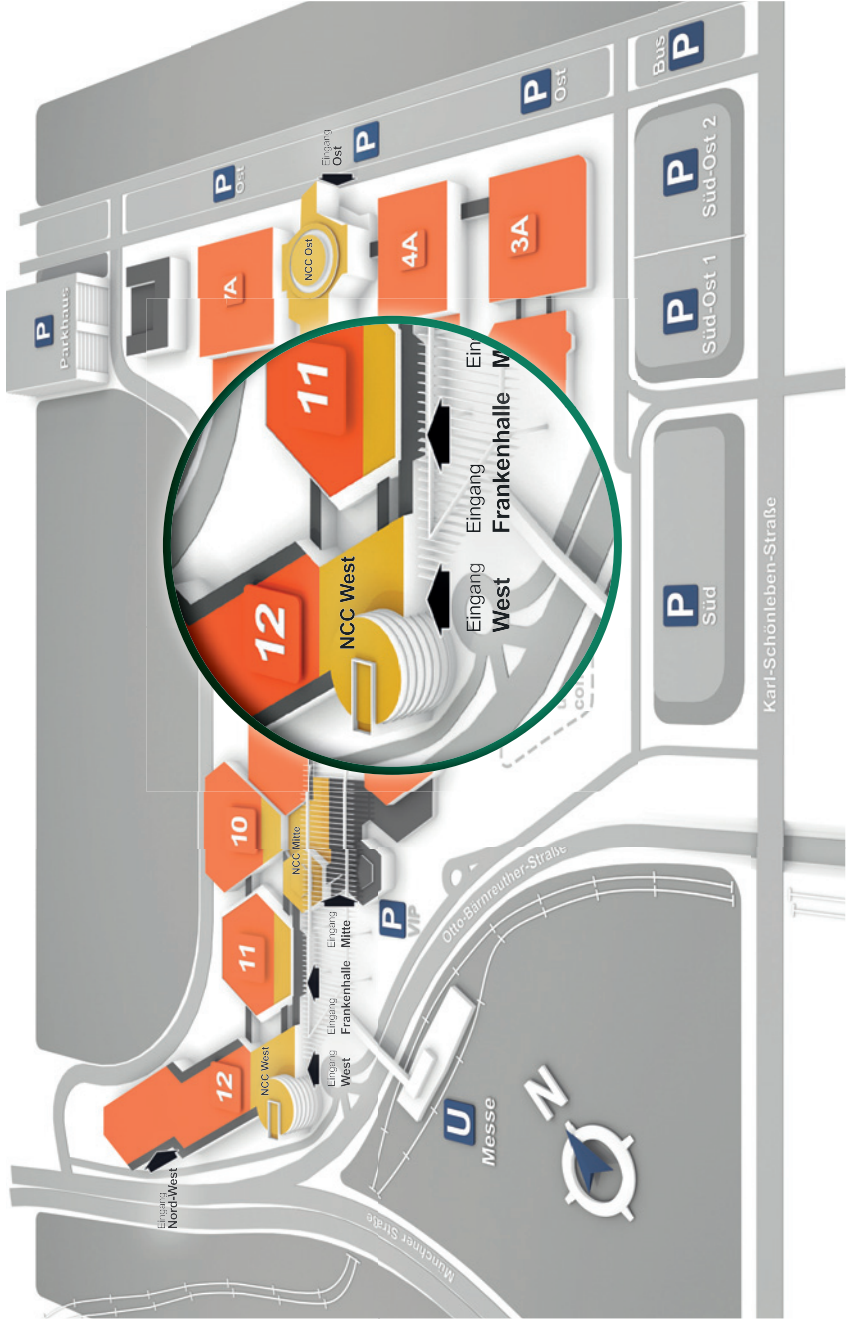 P
Parkhaus
Eingang
Nord-West
12
NCC West
11
10
NCC Mitte
Eingang
West
Eingang
Frankenhalle
Eingang
Mitte
P
VIP
12
NCC West
11
Eingang
West
Eingang
Frankenhalle
Ein
M
NCC Ost
P
Ost
Eingang
Ost
P
4A
3A
P
Ost
Münchner Straße
Otto-Bärnreuther-Straße
U
Messe
N
P
Süd
P
Süd-Ost 1
P
Süd-Ost 2
Bus
P
Karl-Schönleben-Straße